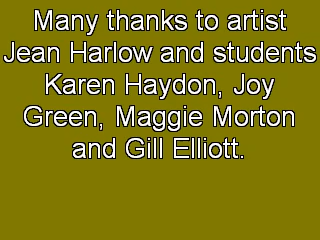 Many thanks to artist
Jean Harlow and students
Karen Haydon, Joy
Green, Maggie Morton
and Gill Elliott.